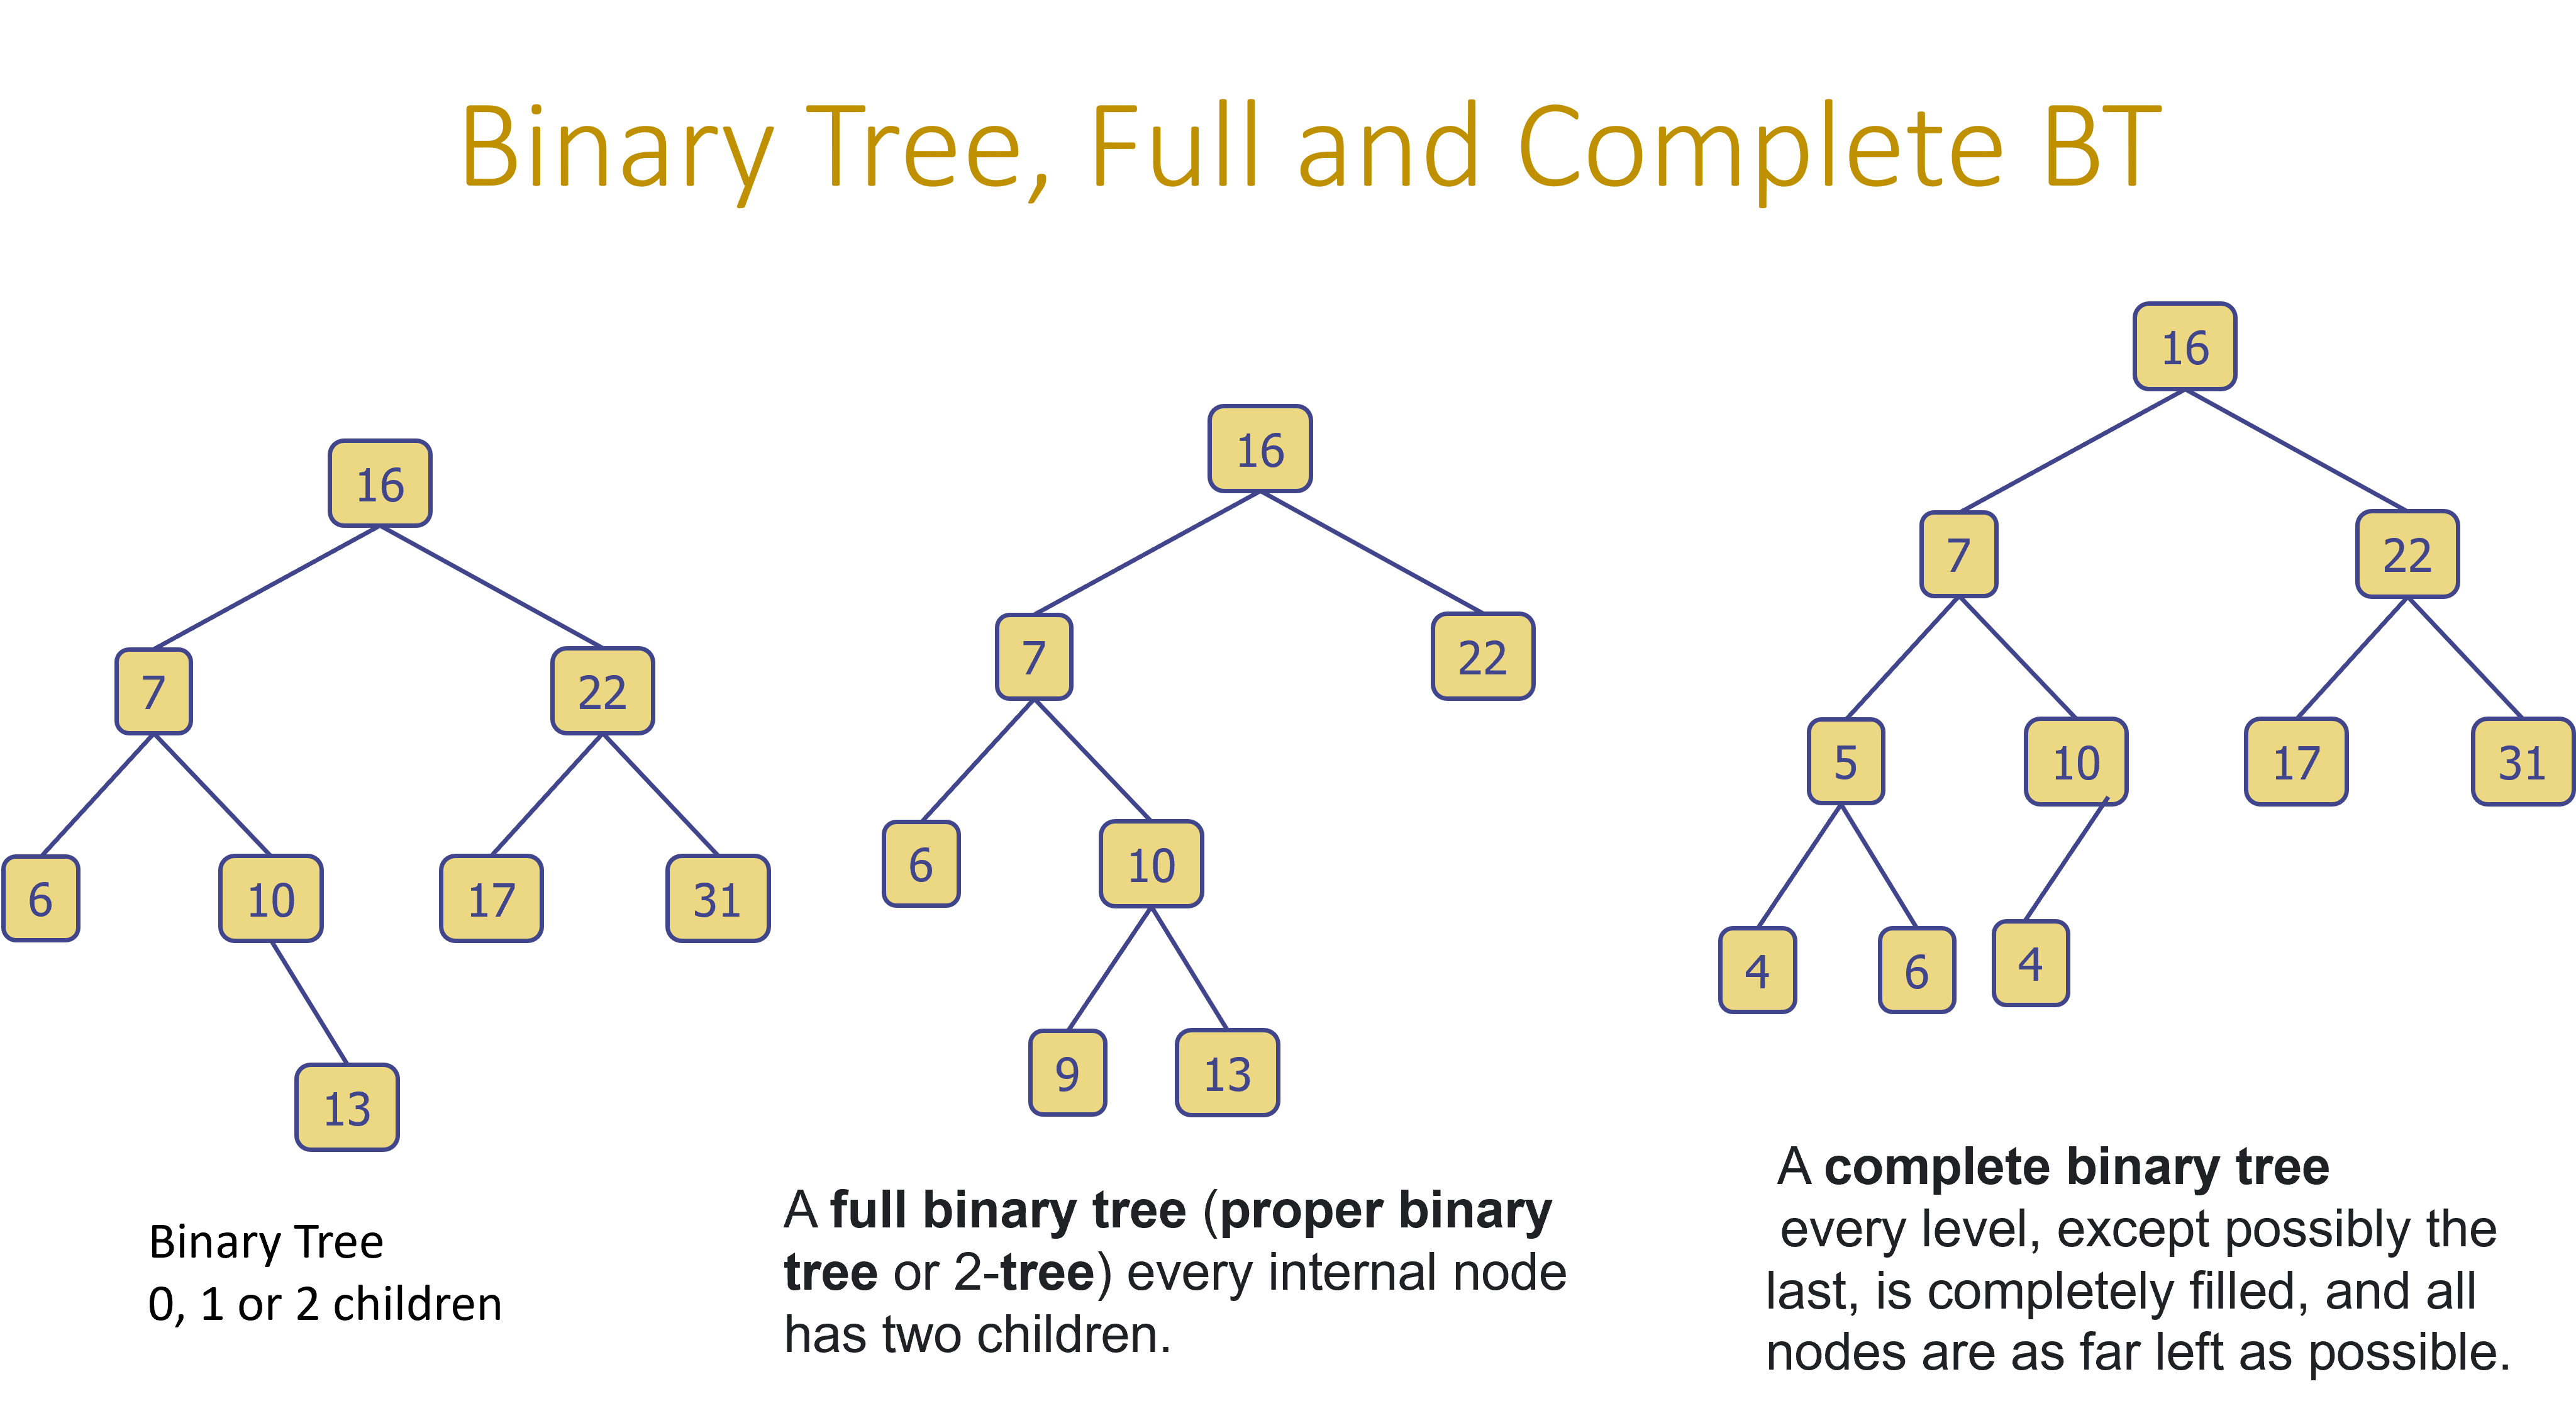 Binary Tree, Full and Complete BT
16
7
22
6
10
17
31
13
Binary Tree
0, 1 or 2 children
16
7
22
6
10
9
13
A full binary tree (proper binary
tree or 2-tree) every internal node
has two children.
16
7
22
5
10
17
31
4
6
4
A complete binary tree
every level, except possibly the
last, is completely filled, and all
nodes are as far left as possible.